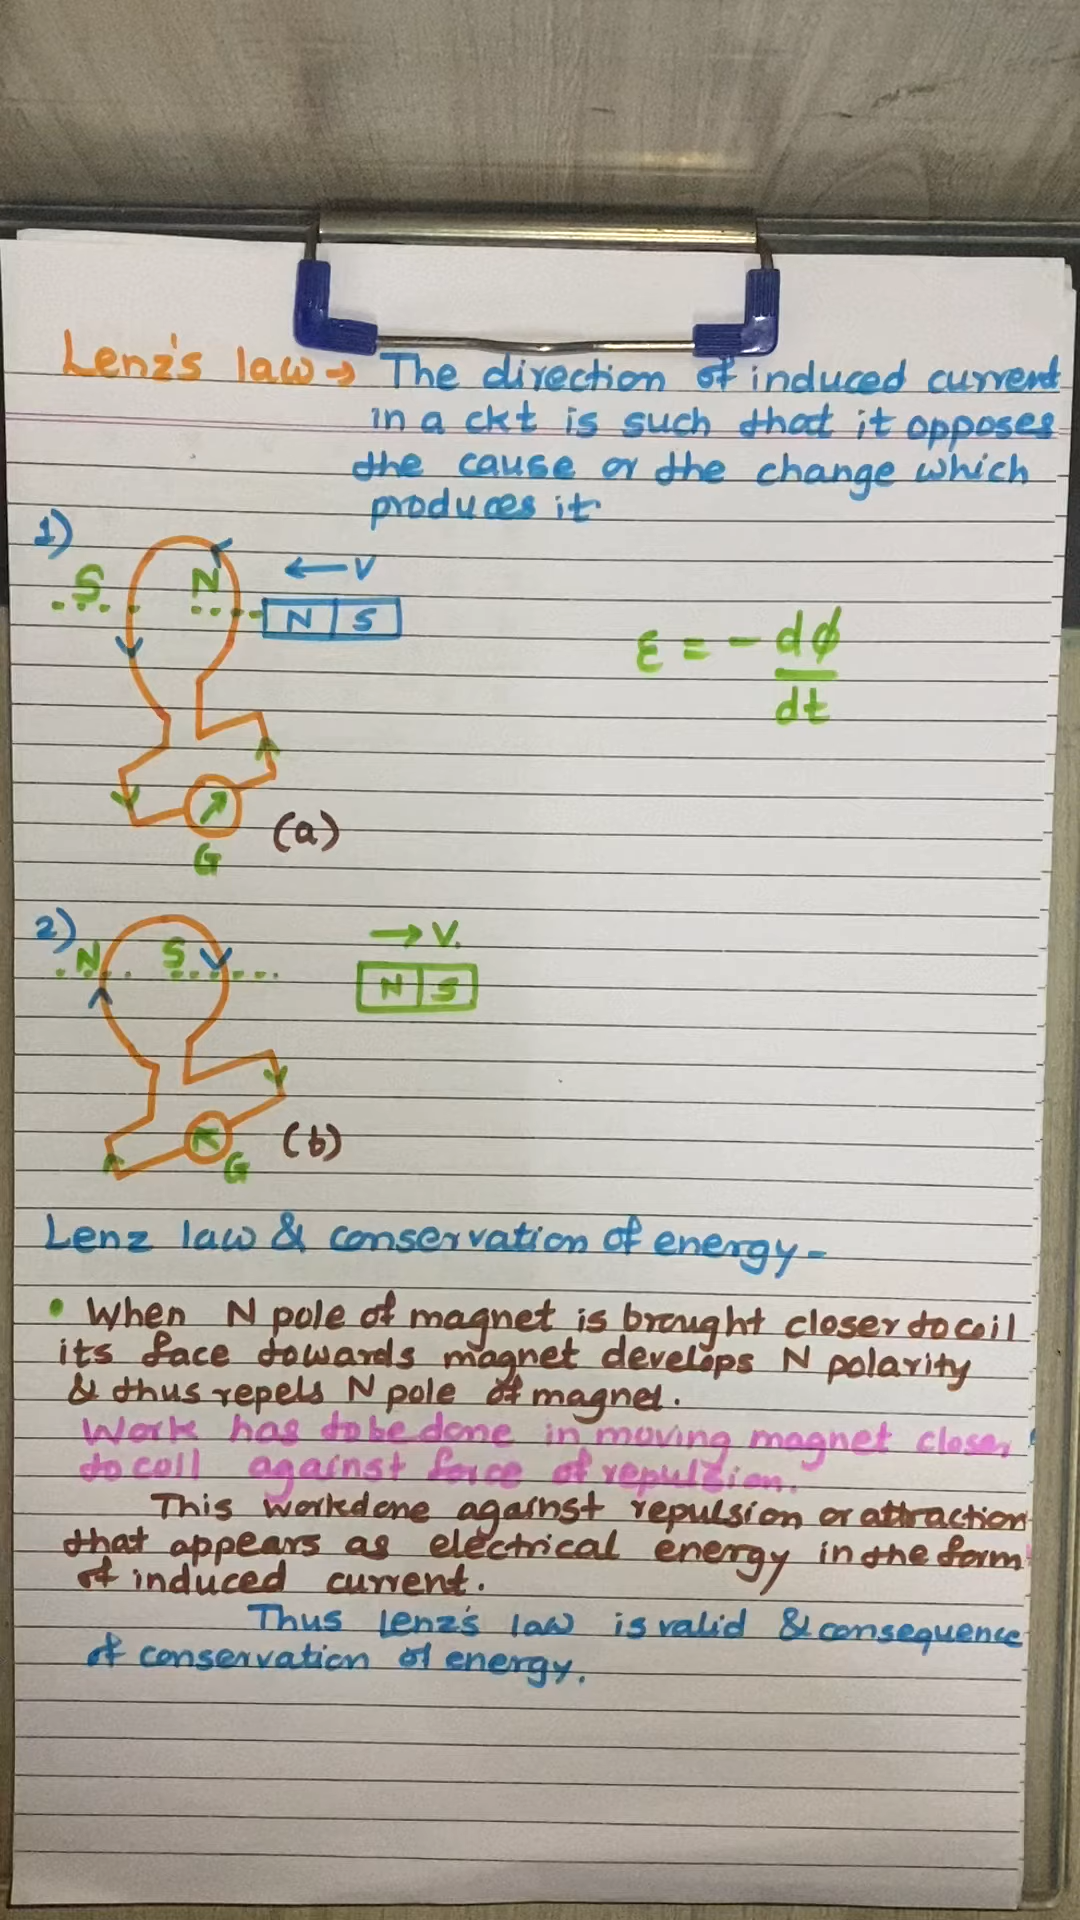 Lenz's law → The direction of induced current
in a ckt is such that it opposes
the cause or the change which
produces it.
1)
S N ← V
N S
ε = - dφ
dt
(a)
G
2)
N S → V.
N S
(b)
G
Lenz law & conservation of energy -
• When N pole of magnet is brought closer to coil
its face towards magnet develops N polarity
& thus repels N pole of magnet.
Work has to be done in moving magnet closer
to coil against force of repulsion.
This workdone against repulsion or attraction
that appears as electrical energy in the form
of induced current.
Thus lenz's law is valid & consequence
of conservation of energy.